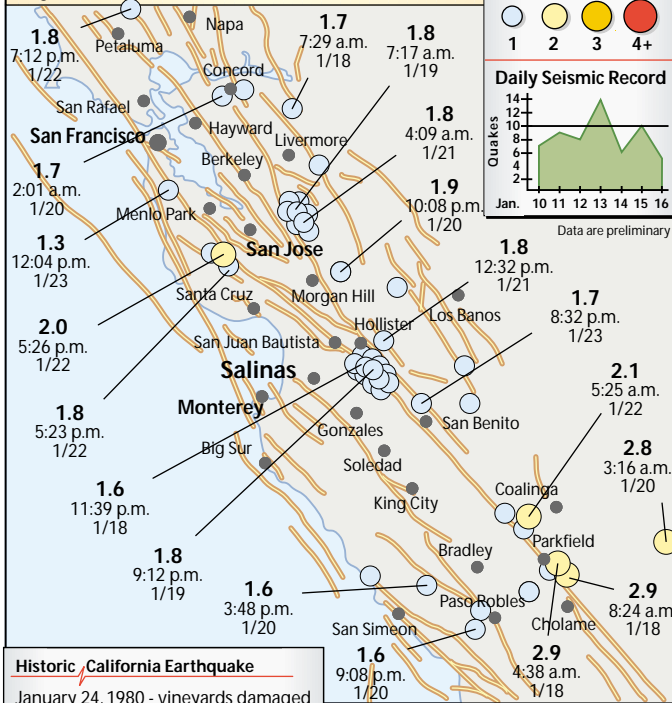 Napa
Petaluma
1.8
7:12 p.m.
1/22
1.7
7:29 a.m.
1/18
1.8
7:17 a.m.
1/19
1 2 3 4+
Daily Seismic Record
Quakes
14
12
10
8
6
4
2
Jan. 10 11 12 13 14 15 16
Data are preliminary
Concord
San Rafael
San Francisco
Hayward
Livermore
Berkeley
1.8
4:09 a.m.
1/21
1.7
2:01 a.m.
1/20
Menlo Park
1.9
10:08 p.m.
1/20
1.3
12:04 p.m.
1/23
San Jose
1.8
12:32 p.m.
1/21
Santa Cruz
Morgan Hill
Los Banos
1.7
8:32 p.m.
1/23
2.0
5:26 p.m.
1/22
Hollister
San Juan Bautista
Salinas
2.1
5:25 a.m.
1/22
1.8
5:23 p.m.
1/22
Monterey
Gonzales
San Benito
Big Sur
Soledad
2.8
3:16 a.m.
1/20
1.6
11:39 p.m.
1/18
King City
Coalinga
1.8
9:12 p.m.
1/19
Bradley
Parkfield
1.6
3:48 p.m.
1/20
Paso Robles
2.9
8:24 a.m
1/18
San Simeon
Cholame
1.6
9:08 p.m.
1/20
2.9
4:38 a.m.
1/18
Historic California Earthquake
January 24, 1980 - vineyards damaged